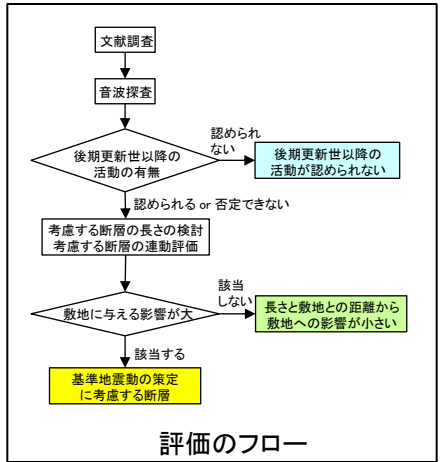 文献調査
音波探査
後期更新世以降の
活動の有無
認められ
ない
後期更新世以降の
活動が認められない
認められる or 否定できない
考慮する断層の長さの検討
考慮する断層の連動評価
敷地に与える影響が大
該当
しない
長さと敷地との距離から
敷地への影響が小さい
該当する
基準地震動の策定
に考慮する断層
評価のフロー